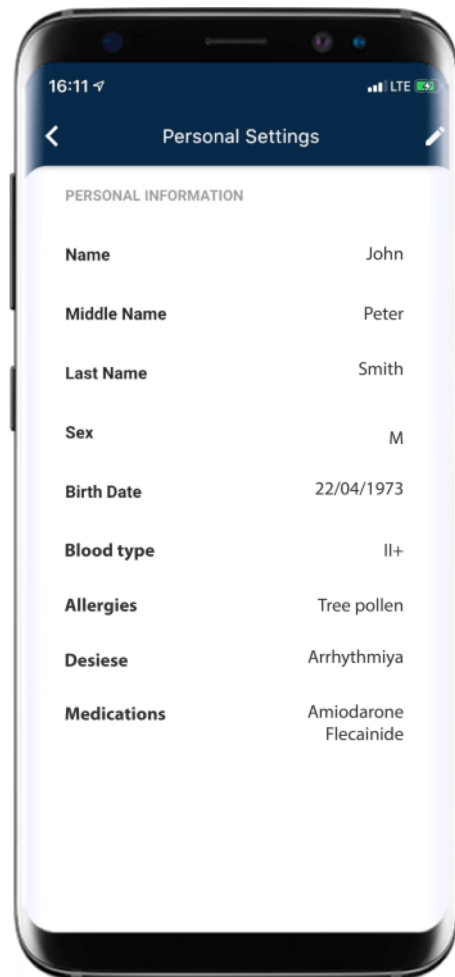 16:11
LTE
Personal Settings
PERSONAL INFORMATION
Name John
Middle Name Peter
Last Name Smith
Sex M
Birth Date 22/04/1973
Blood type II+
Allergies Tree pollen
Desiese Arrhythmiya
Medications Amiodarone
Flecainide